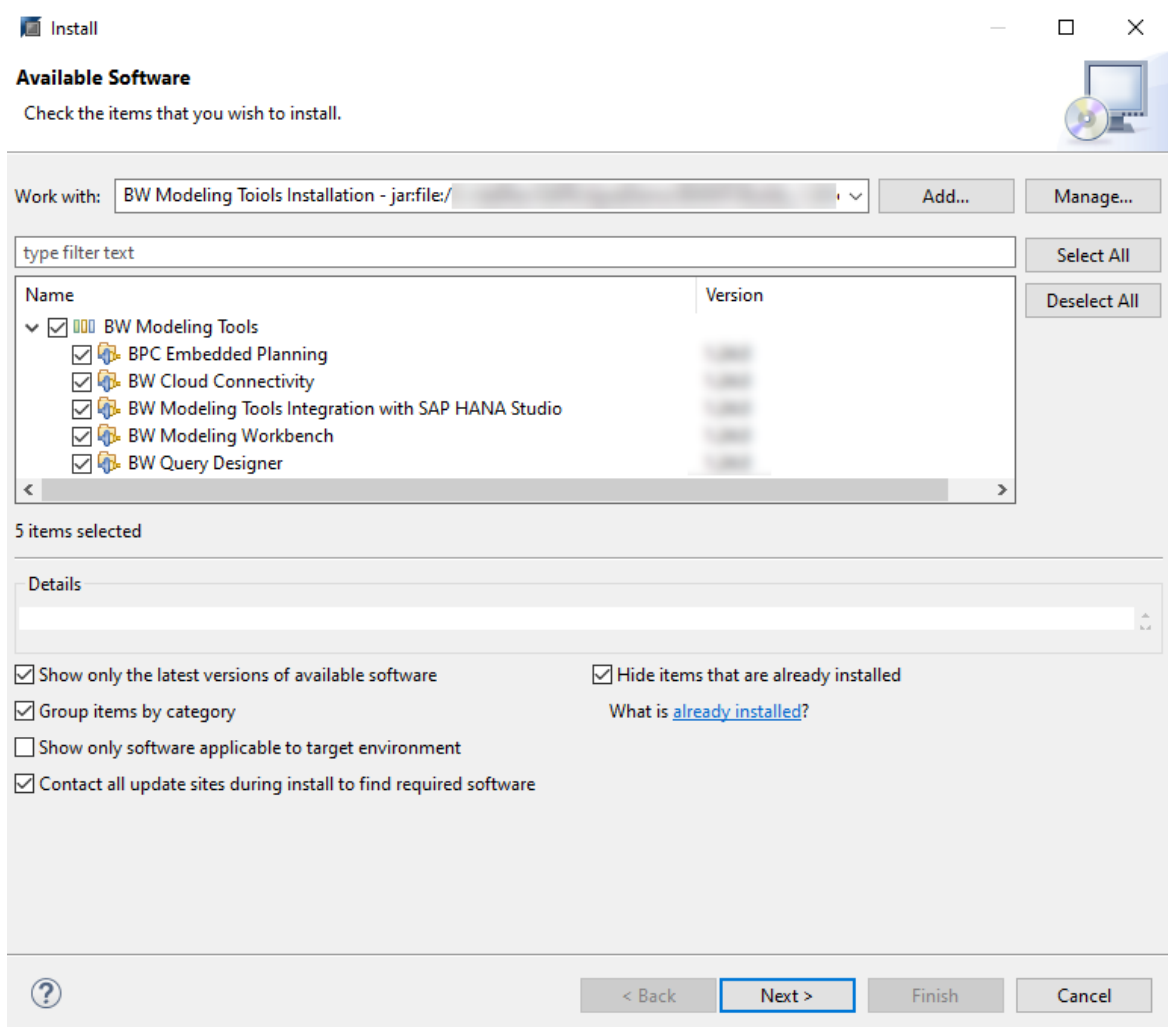 Install
Available Software
Check the items that you wish to install.
Work with: BW Modeling Toiols Installation - jar:file:/ Add... Manage...
type filter text Select All
Name Version Deselect All
BW Modeling Tools
BPC Embedded Planning
BW Cloud Connectivity
BW Modeling Tools Integration with SAP HANA Studio
BW Modeling Workbench
BW Query Designer
5 items selected
Details
Show only the latest versions of available software Hide items that are already installed
Group items by category What is already installed?
Show only software applicable to target environment
Contact all update sites during install to find required software
? < Back Next > Finish Cancel